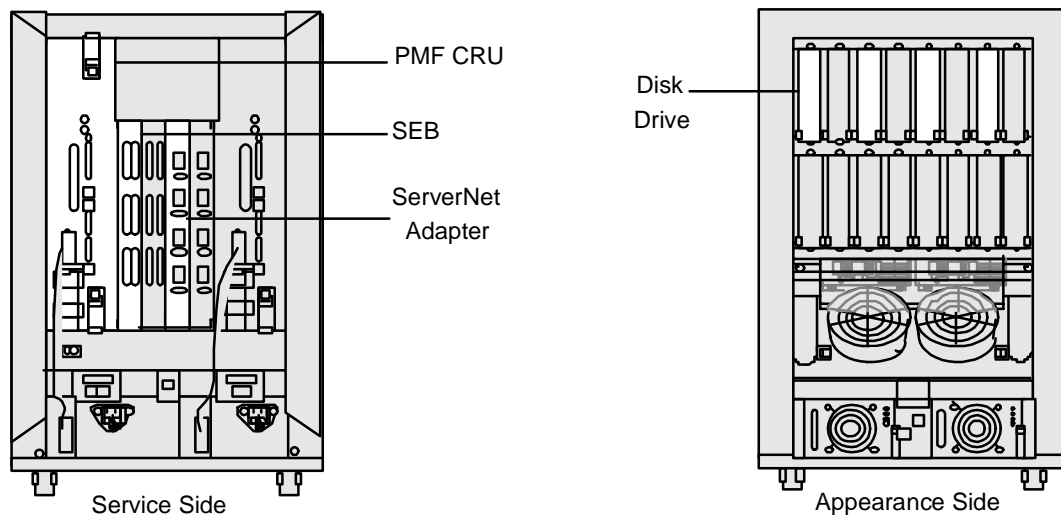 PMF CRU
SEB
ServerNet
Adapter
Service Side
Disk
Drive
Appearance Side